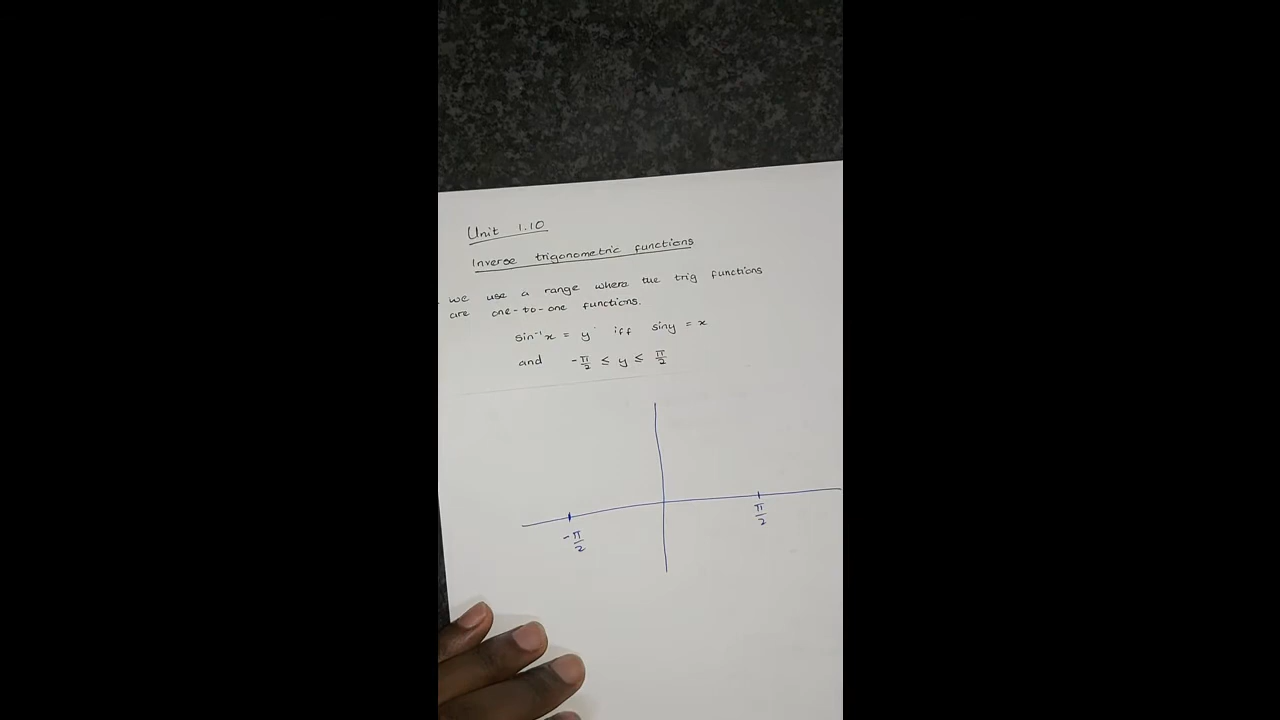 Unit 1.10
Inverse trigonometric functions
we use a range where the trig functions
are one-to-one functions.
sin⁻¹x = y iff siny = x
and -π/2 ≤ y ≤ π/2
-π/2 π/2